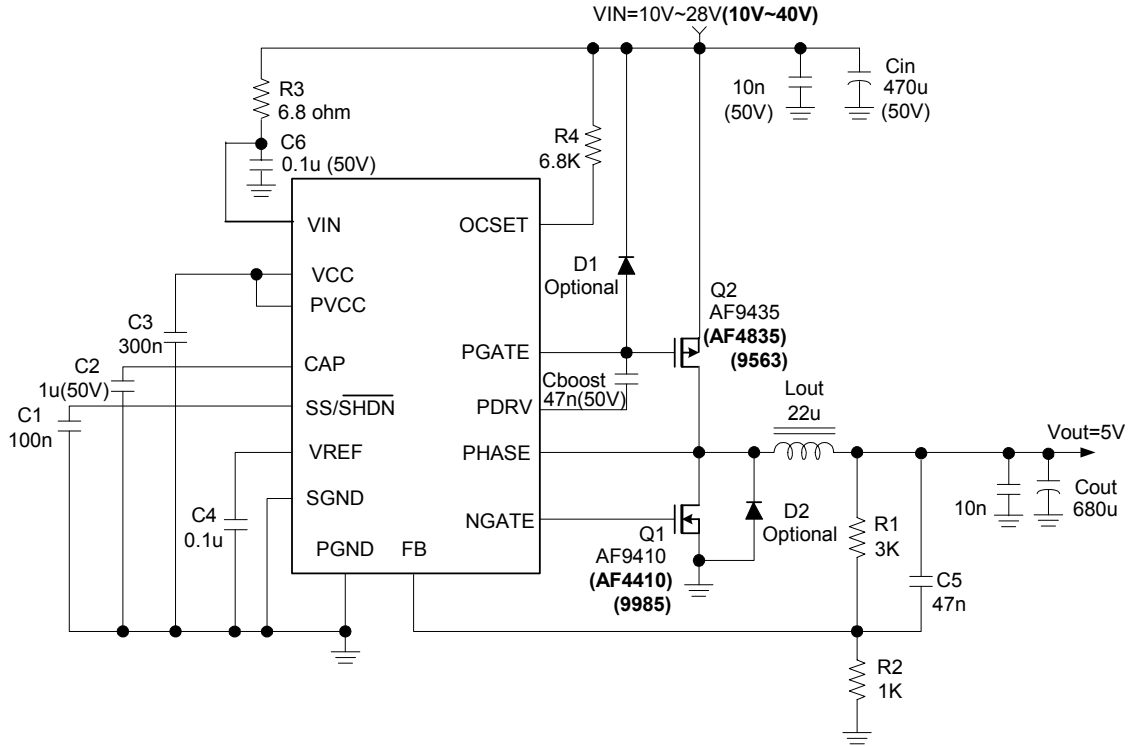 VIN=10V~28V(10V~40V)
R3
6.8 ohm
C6
0.1u (50V)
R4
6.8K
10n
(50V)
Cin
470u
(50V)
VIN
OCSET
VCC
PVCC
D1
Optional
Q2
AF9435
(AF4835)
(9563)
C3
300n
CAP
PGATE
C2
1u(50V)
Cboost
47n(50V)
Lout
22u
C1
100n
SS/SHDN
PDRV
VREF
PHASE
Vout=5V
SGND
C4
0.1u
NGATE
Q1
AF9410
(AF4410)
(9985)
D2
Optional
10n
Cout
680u
R1
3K
PGND
FB
C5
47n
R2
1K